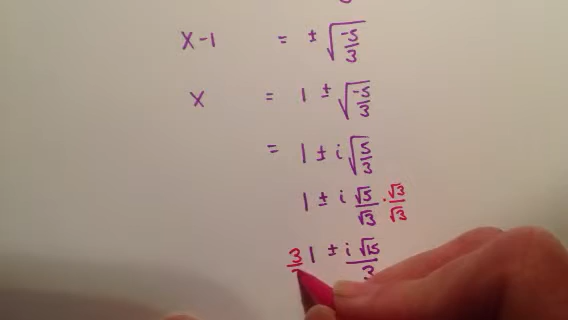 x-1 = ± √(-5/3)
x = 1 ± √(-5/3)
= 1 ± i √(5/3)
1 ± i √5/√3 · √3/√3
3/ 1 ± i √15/3